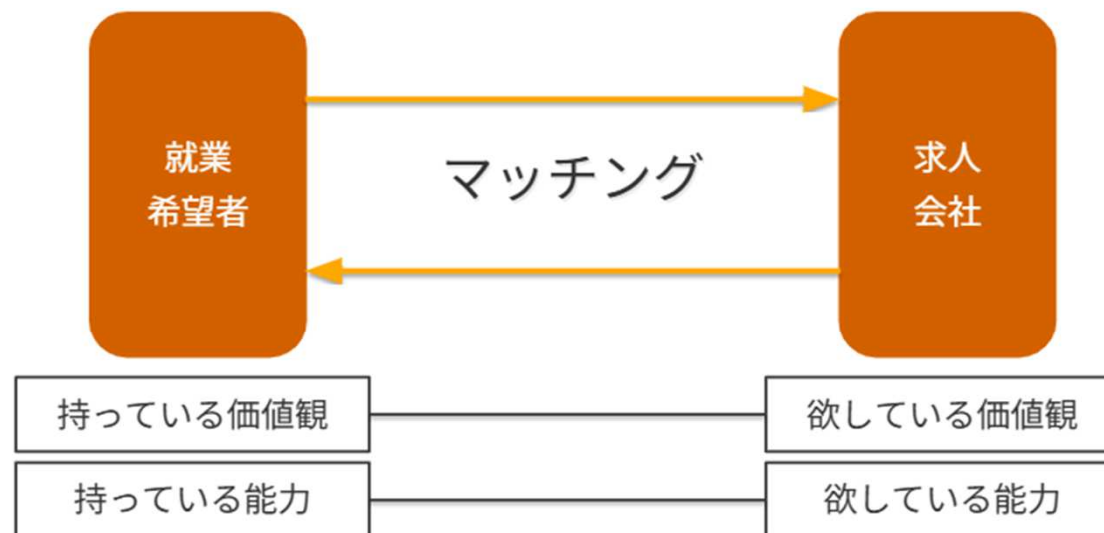 就業
希望者
マッチング
求人
会社
持っている価値観
欲している価値観
持っている能力
欲している能力